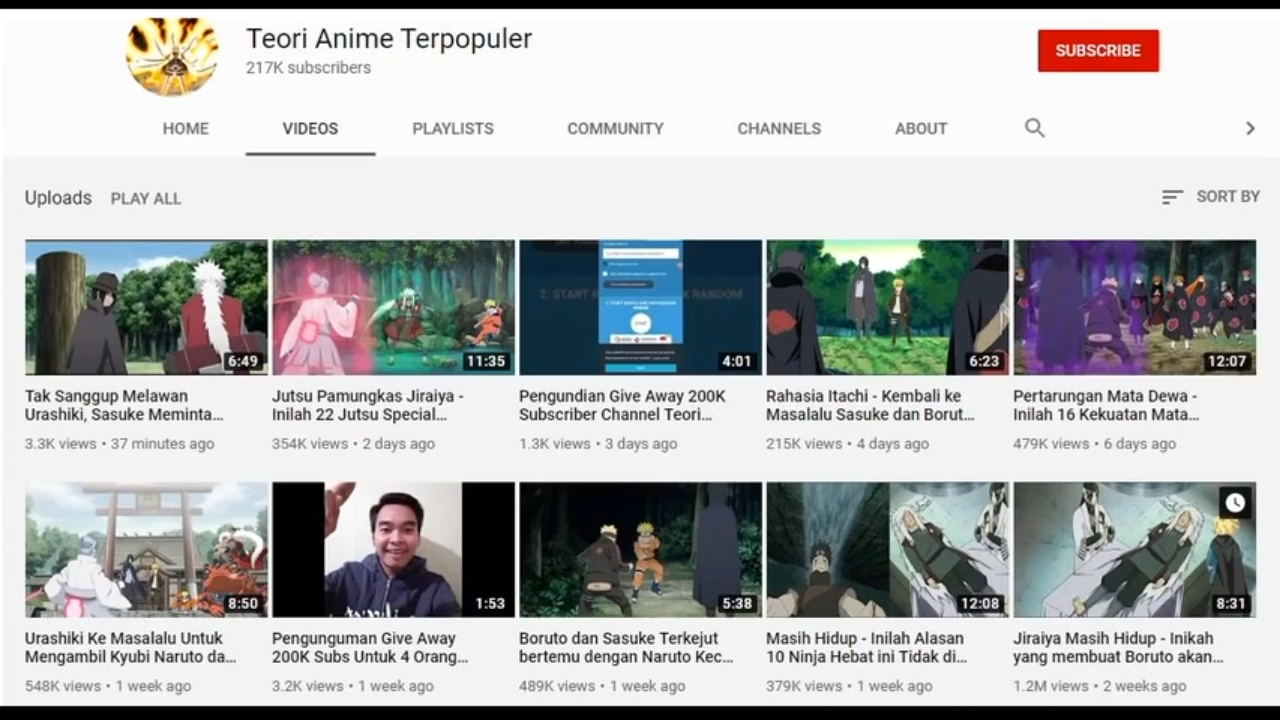 Teori Anime Terpopuler
217K subscribers
SUBSCRIBE
HOME VIDEOS PLAYLISTS COMMUNITY CHANNELS ABOUT
Uploads PLAY ALL
SORT BY
6:49
11:35
4:01
6:23
12:07
Tak Sanggup Melawan
Urashiki, Sasuke Meminta...
3.3K views • 37 minutes ago
Jutsu Pamungkas Jiraiya -
Inilah 22 Jutsu Special...
354K views • 2 days ago
Pengundian Give Away 200K
Subscriber Channel Teori...
1.3K views • 3 days ago
Rahasia Itachi - Kembali ke
Masalalu Sasuke dan Borut...
215K views • 4 days ago
Pertarungan Mata Dewa -
Inilah 16 Kekuatan Mata...
479K views • 6 days ago
8:50
1:53
5:38
12:08
8:31
Urashiki Ke Masalalu Untuk
Mengambil Kyubi Naruto da...
548K views • 1 week ago
Pengunguman Give Away
200K Subs Untuk 4 Orang...
3.2K views • 1 week ago
Boruto dan Sasuke Terkejut
bertemu dengan Naruto Kec...
489K views • 1 week ago
Masih Hidup - Inilah Alasan
10 Ninja Hebat ini Tidak di...
379K views • 1 week ago
Jiraiya Masih Hidup - Inikah
yang membuat Boruto akan...
1.2M views • 2 weeks ago